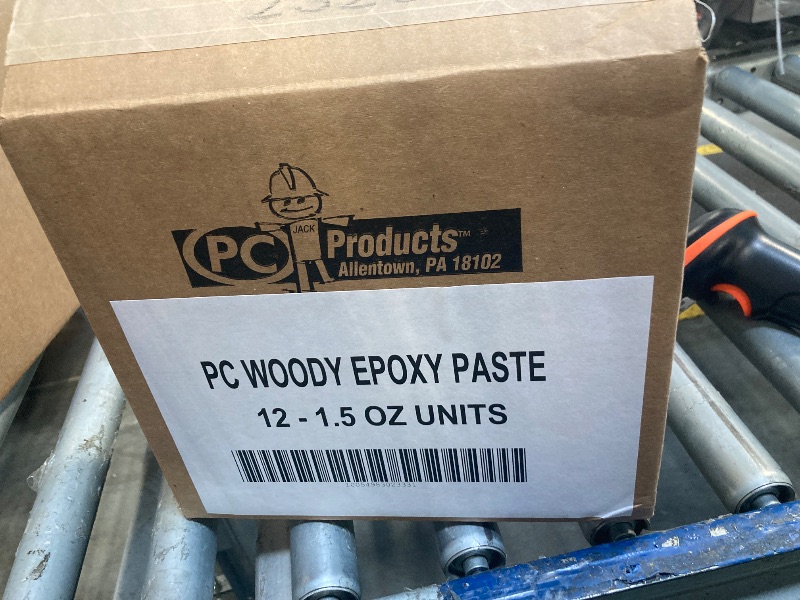 JACK
PC Products™
Allentown, PA 18102
PC WOODY EPOXY PASTE
12 - 1.5 OZ UNITS